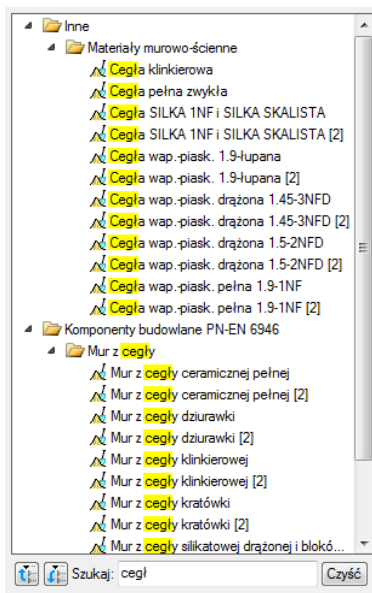 Inne
Materiały murowo-ścienne
Cegła klinkierowa
Cegła pełna zwykła
Cegła SILKA 1NF i SILKA SKALISTA
Cegła SILKA 1NF i SILKA SKALISTA [2]
Cegła wap.-piask. 1.9-łupana
Cegła wap.-piask. 1.9-łupana [2]
Cegła wap.-piask. drążona 1.45-3NFD
Cegła wap.-piask. drążona 1.45-3NFD [2]
Cegła wap.-piask. drążona 1.5-2NFD
Cegła wap.-piask. drążona 1.5-2NFD [2]
Cegła wap.-piask. pełna 1.9-1NF
Cegła wap.-piask. pełna 1.9-1NF [2]
Komponenty budowlane PN-EN 6946
Mur z cegły
Mur z cegły ceramicznej pełnej
Mur z cegły ceramicznej pełnej [2]
Mur z cegły dziurawki
Mur z cegły dziurawki [2]
Mur z cegły klinkierowej
Mur z cegły klinkierowej [2]
Mur z cegły kratówki
Mur z cegły kratówki [2]
Mur z cegły silikatowej drążonej i blokó...
Szukaj: cegł Czyść